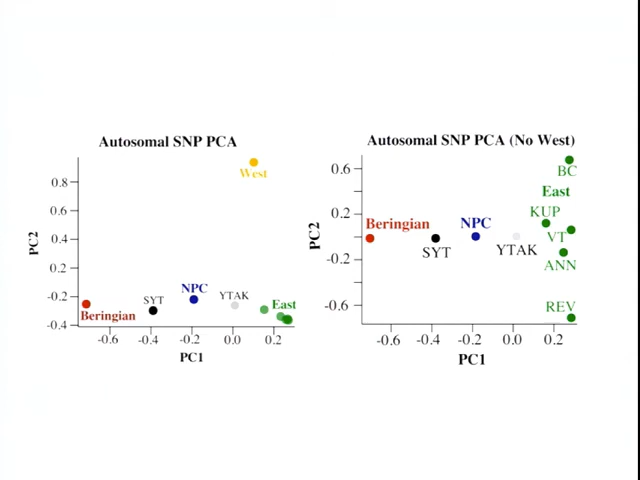 Autosomal SNP PCA
0.8
0.6
0.4
0.2
-0.2
-0.4
PC2
West
SYT
NPC
YTAK
East
Beringian
-0.6 -0.4 -0.2 0.0 0.2
PC1
Autosomal SNP PCA (No West)
0.6
0.2
-0.2
-0.6
PC2
BC
East
KUP
Beringian
NPC
VT
SYT
YTAK
ANN
REV
-0.6 -0.4 -0.2 0.0 0.2
PC1